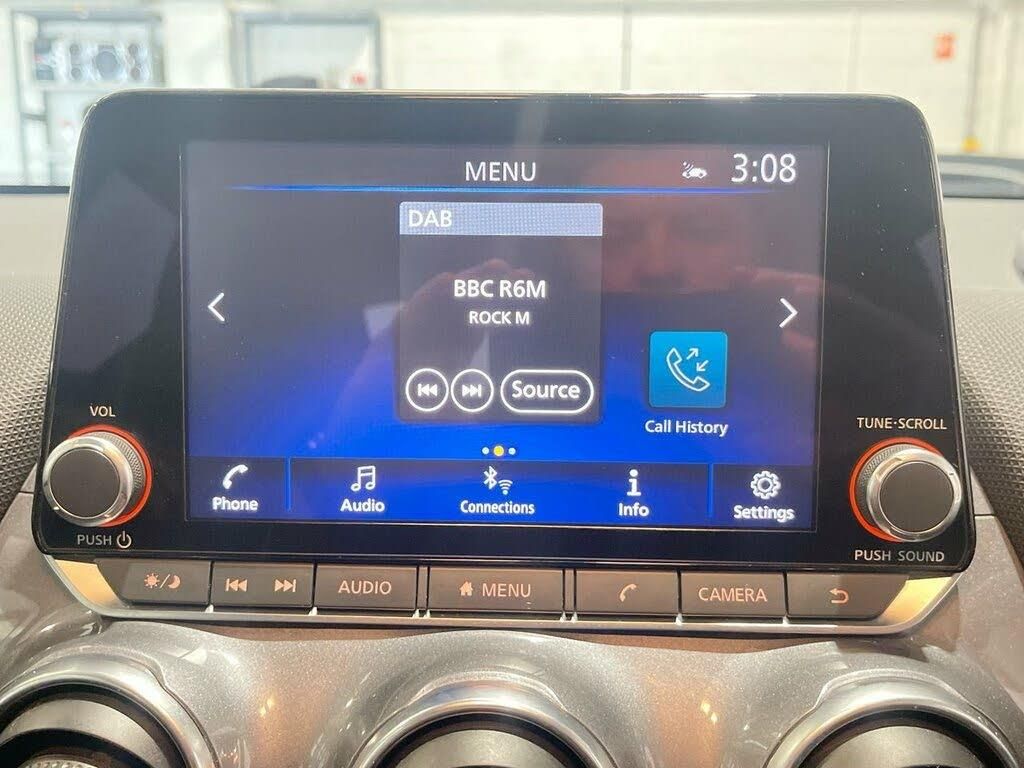 MENU
3:08
DAB
BBC R6M
ROCK M
Source
Call History
VOL
TUNE·SCROLL
Phone
Audio
Connections
Info
Settings
PUSH
PUSH SOUND
AUDIO
MENU
CAMERA